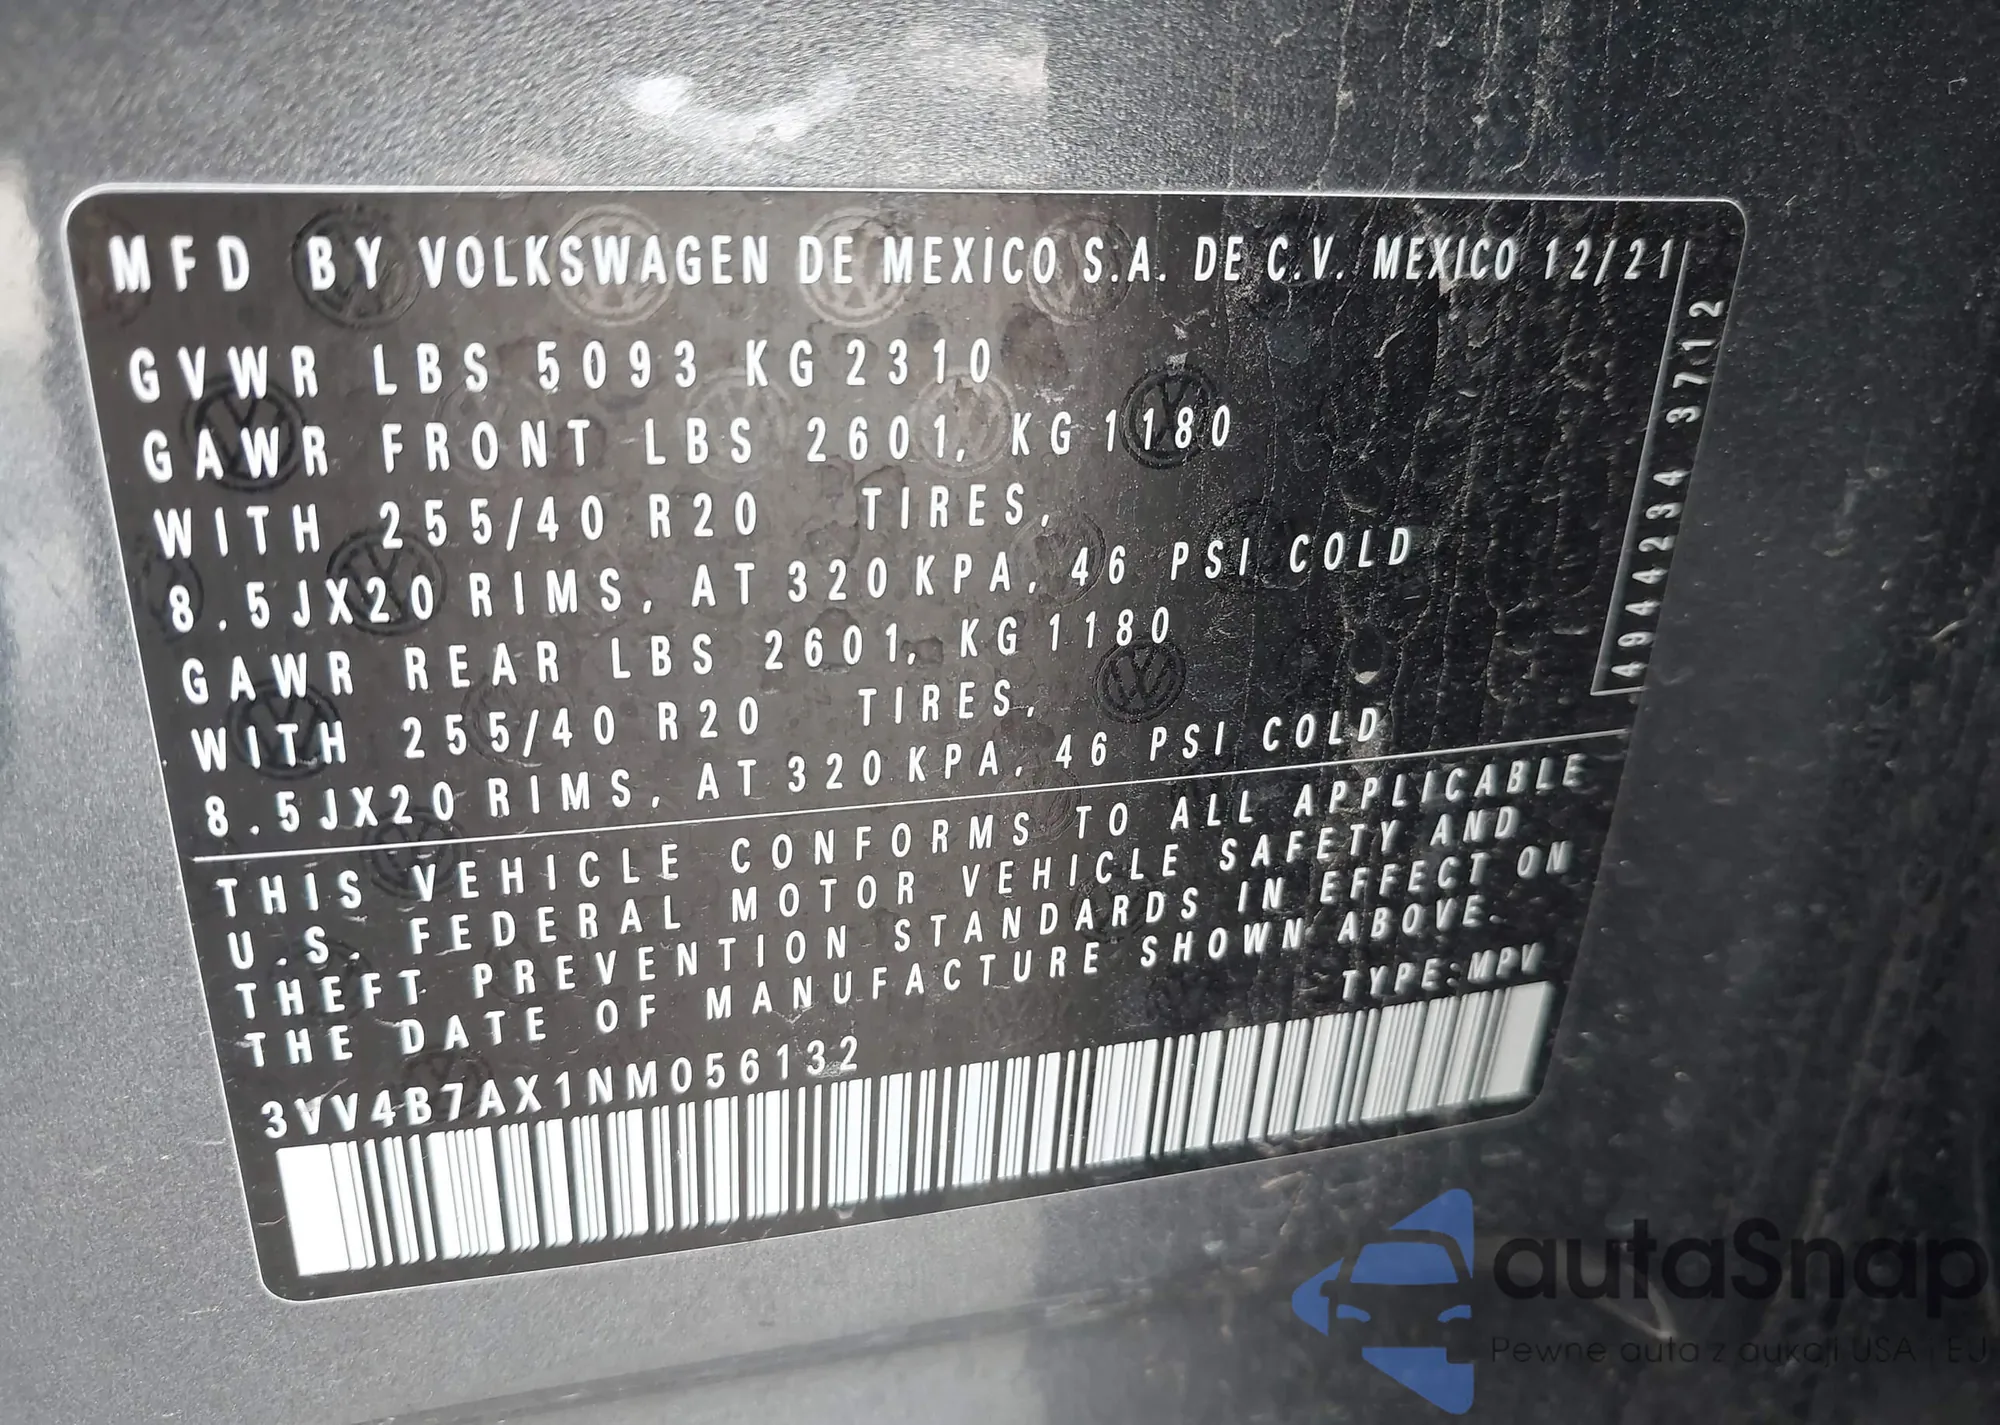 MFD BY VOLKSWAGEN DE MEXICO S.A. DE C.V. MEXICO 12/21
GVWR LBS 5093 KG 2310
GAWR FRONT LBS 2601, KG 1180
WITH 255/40 R20 TIRES,
8.5JX20 RIMS, AT 320 KPA, 46 PSI COLD
GAWR REAR LBS 2601, KG 1180
WITH 255/40 R20 TIRES,
8.5JX20 RIMS, AT 320 KPA, 46 PSI COLD
4944234 3712
THIS VEHICLE CONFORMS TO ALL APPLICABLE
U.S. FEDERAL MOTOR VEHICLE SAFETY AND
THEFT PREVENTION STANDARDS IN EFFECT ON
THE DATE OF MANUFACTURE SHOWN ABOVE.
TYPE:MPV
3VV4B7AX1NM056132
autaSnap
Pewne auta z aukcji USA i EU